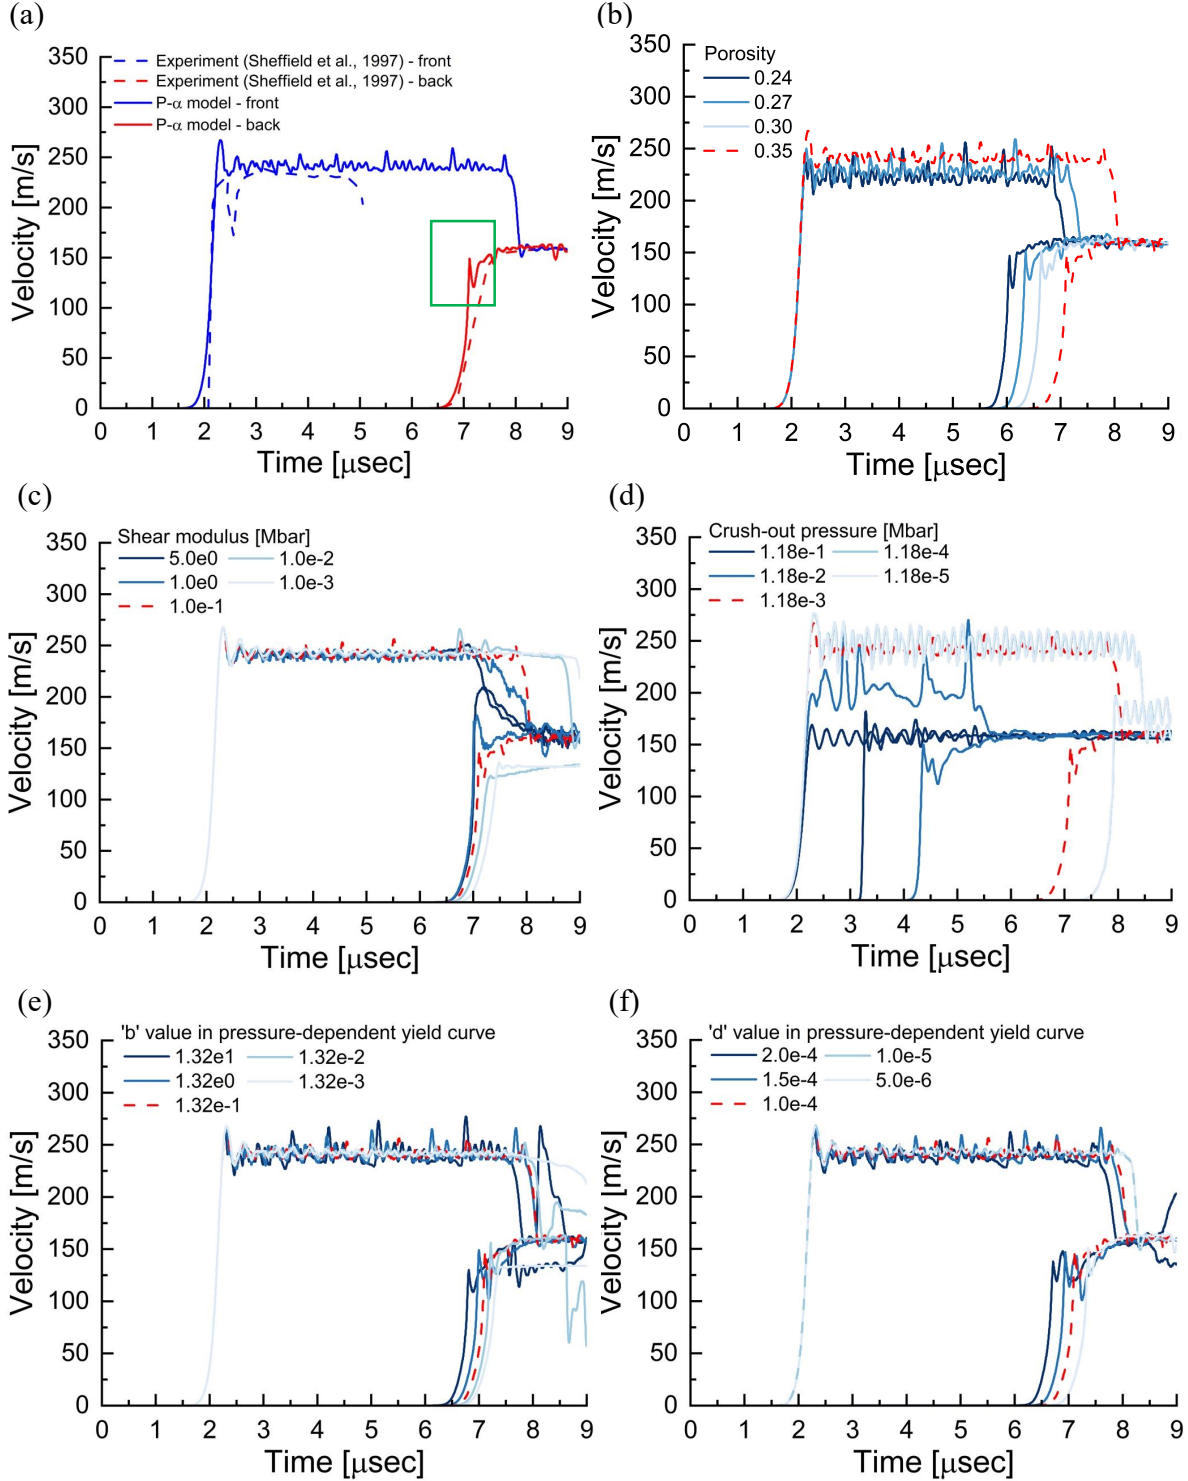 (a)
350
300
250
200
150
100
50
0
Velocity [m/s]
Experiment (Sheffield et al., 1997) - front
Experiment (Sheffield et al., 1997) - back
P-α model - front
P-α model - back
0 1 2 3 4 5 6 7 8 9
Time [μsec]
(b)
350
300
250
200
150
100
50
0
Velocity [m/s]
Porosity
0.24
0.27
0.30
0.35
0 1 2 3 4 5 6 7 8 9
Time [μsec]
(c)
350
300
250
200
150
100
50
0
Velocity [m/s]
Shear modulus [Mbar]
5.0e0 1.0e-2
1.0e0 1.0e-3
1.0e-1
0 1 2 3 4 5 6 7 8 9
Time [μsec]
(d)
350
300
250
200
150
100
50
0
Velocity [m/s]
Crush-out pressure [Mbar]
1.18e-1 1.18e-4
1.18e-2 1.18e-5
1.18e-3
0 1 2 3 4 5 6 7 8 9
Time [μsec]
(e)
350
300
250
200
150
100
50
0
Velocity [m/s]
'b' value in pressure-dependent yield curve
1.32e1 1.32e-2
1.32e0 1.32e-3
1.32e-1
0 1 2 3 4 5 6 7 8 9
Time [μsec]
(f)
350
300
250
200
150
100
50
0
Velocity [m/s]
'd' value in pressure-dependent yield curve
2.0e-4 1.0e-5
1.5e-4 5.0e-6
1.0e-4
0 1 2 3 4 5 6 7 8 9
Time [μsec]